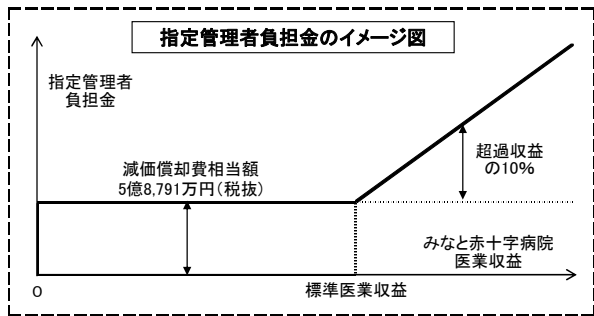 指定管理者負担金のイメージ図
指定管理者
負担金
減価償却費相当額
5億8,791万円(税抜)
超過収益
の10%
みなと赤十字病院
医業収益
0
標準医業収益